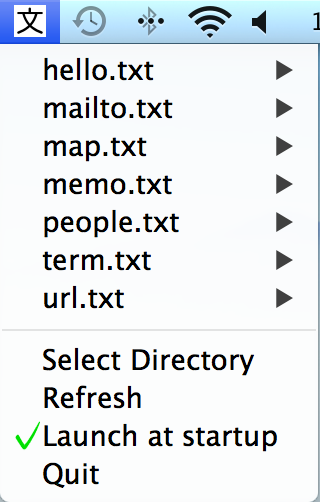 文
hello.txt
mailto.txt
map.txt
memo.txt
people.txt
term.txt
url.txt
Select Directory
Refresh
Launch at startup
Quit